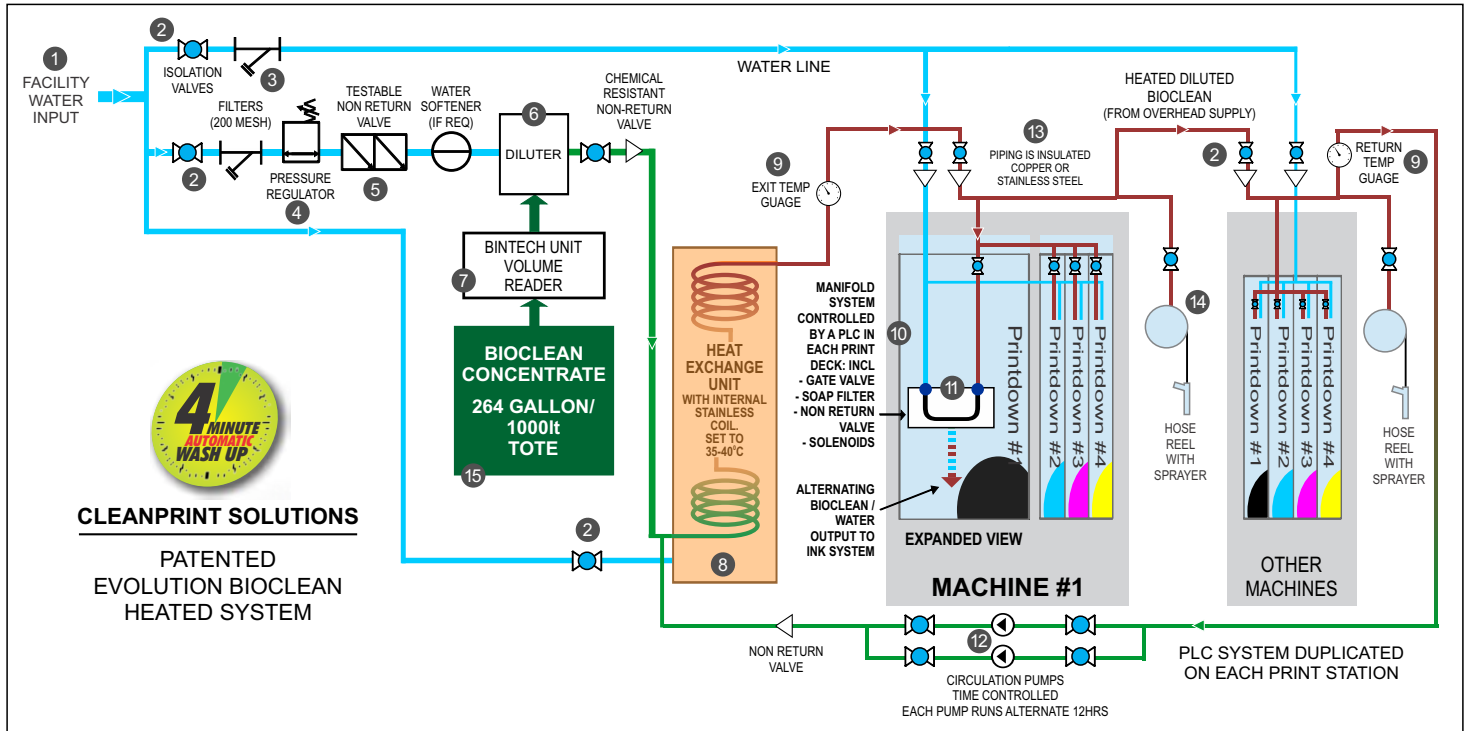 1
FACILITY
WATER
INPUT
2
ISOLATION
VALVES
3
WATER LINE
FILTERS
(200 MESH)
2
PRESSURE
REGULATOR
4
TESTABLE
NON RETURN
VALVE
5
WATER
SOFTENER
(IF REQ)
6
DILUTER
CHEMICAL
RESISTANT
NON-RETURN
VALVE
BINTECH UNIT
VOLUME
READER
7
BIOCLEAN
CONCENTRATE
264 GALLON/
1000lt
TOTE
15
4
MINUTE
AUTOMATIC
WASH UP
CLEANPRINT SOLUTIONS
PATENTED
EVOLUTION BIOCLEAN
HEATED SYSTEM
2
HEAT
EXCHANGE
UNIT
WITH INTERNAL
STAINLESS
COIL.
SET TO
35-40°C
8
9
EXIT TEMP
GUAGE
13
PIPING IS INSULATED
COPPER OR
STAINLESS STEEL
HEATED DILUTED
BIOCLEAN
(FROM OVERHEAD SUPPLY)
2
RETURN
TEMP
GUAGE
9
MANIFOLD
SYSTEM
CONTROLLED
BY A PLC IN
EACH PRINT
DECK: INCL
- GATE VALVE
- SOAP FILTER
- NON RETURN
VALVE
- SOLENOIDS
10
11
ALTERNATING
BIOCLEAN /
WATER
OUTPUT TO
INK SYSTEM
Printdown #1
Printdown #2
Printdown #3
Printdown #4
EXPANDED VIEW
MACHINE #1
14
HOSE
REEL
WITH
SPRAYER
Printdown #1
Printdown #2
Printdown #3
Printdown #4
OTHER
MACHINES
HOSE
REEL
WITH
SPRAYER
NON RETURN
VALVE
12
CIRCULATION PUMPS
TIME CONTROLLED
EACH PUMP RUNS ALTERNATE 12HRS
PLC SYSTEM DUPLICATED
ON EACH PRINT STATION